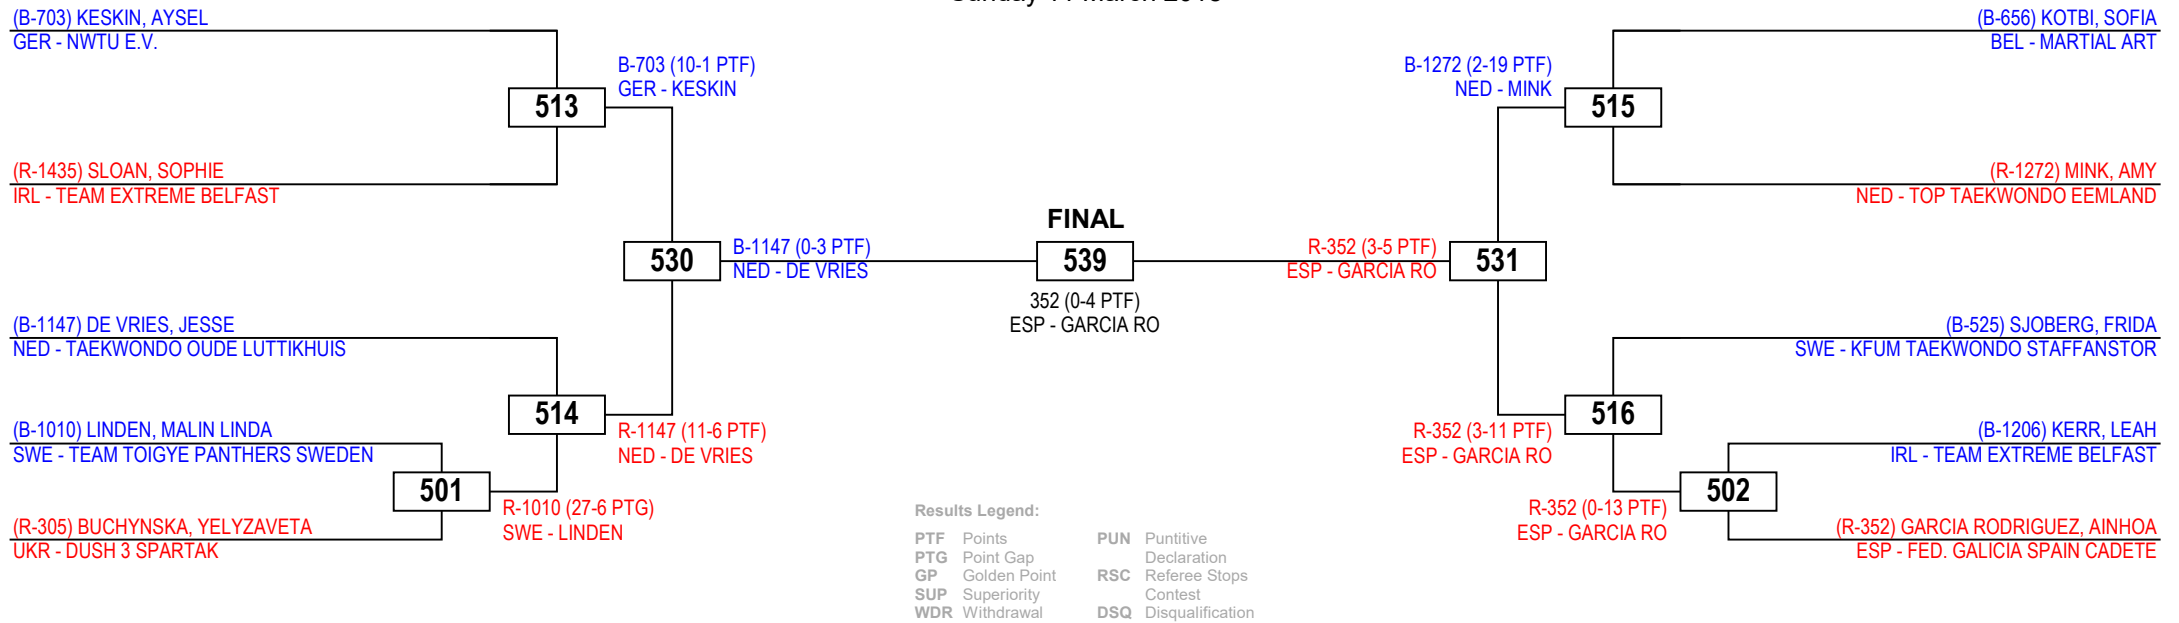 (B-703) KESKIN, AYSEL
GER - NWTU E.V.
(R-1435) SLOAN, SOPHIE
IRL - TEAM EXTREME BELFAST
(B-1147) DE VRIES, JESSE
NED - TAEKWONDO OUDE LUTTIKHUIS
(B-1010) LINDEN, MALIN LINDA
SWE - TEAM TOIGYE PANTHERS SWEDEN
(R-305) BUCHYNSKA, YELYZAVETA
UKR - DUSH 3 SPARTAK
501
R-1010 (27-6 PTG)
SWE - LINDEN
513
B-703 (10-1 PTF)
GER - KESKIN
514
R-1147 (11-6 PTF)
NED - DE VRIES
530
B-1147 (0-3 PTF)
NED - DE VRIES
FINAL
539
352 (0-4 PTF)
ESP - GARCIA RO
R-352 (3-5 PTF)
ESP - GARCIA RO
531
B-1272 (2-19 PTF)
NED - MINK
515
R-352 (3-11 PTF)
ESP - GARCIA RO
516
R-352 (0-13 PTF)
ESP - GARCIA RO
502
(B-656) KOTBI, SOFIA
BEL - MARTIAL ART
(R-1272) MINK, AMY
NED - TOP TAEKWONDO EEMLAND
(B-525) SJOBERG, FRIDA
SWE - KFUM TAEKWONDO STAFFANSTOR
(B-1206) KERR, LEAH
IRL - TEAM EXTREME BELFAST
(R-352) GARCIA RODRIGUEZ, AINHOA
ESP - FED. GALICIA SPAIN CADETE
Results Legend:
PTF Points
PTG Point Gap
GP Golden Point
SUP Superiority
WDR Withdrawal
PUN Puntitive
Declaration
RSC Referee Stops
Contest
DSQ Disqualification